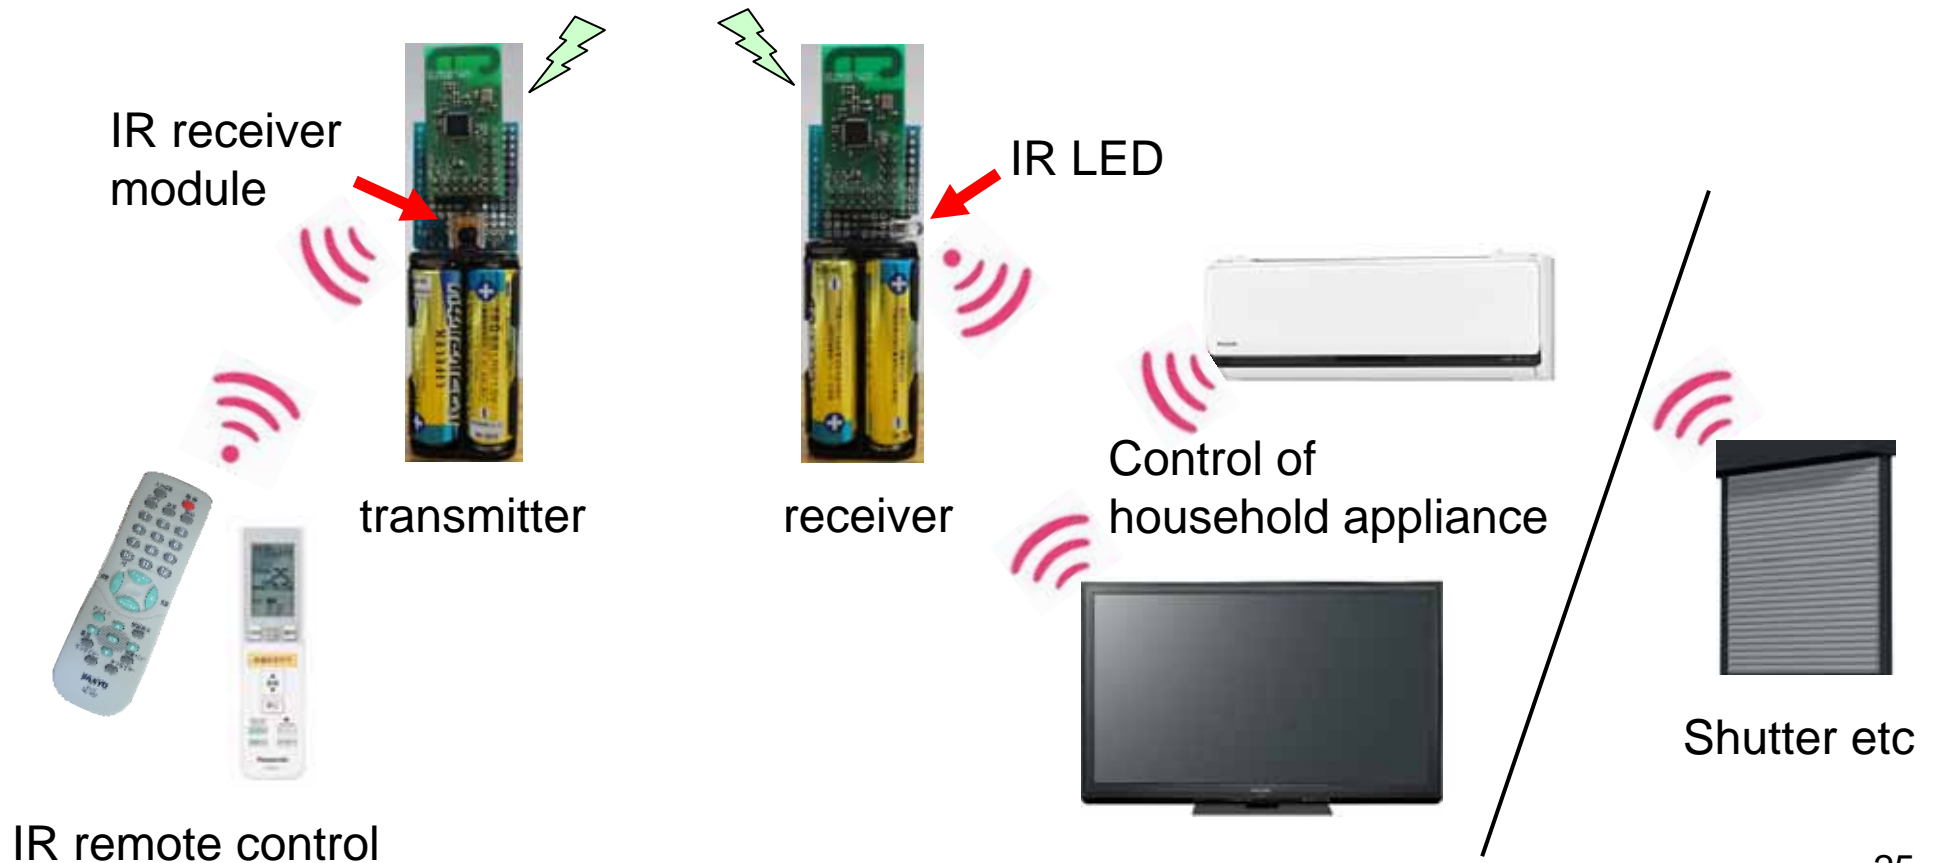 IR receiver
module
IR LED
transmitter
receiver
Control of
household appliance
Shutter etc
IR remote control